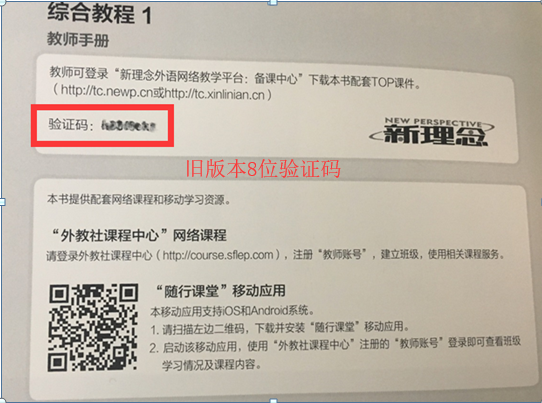 综合教程 1
教师手册
教师可登录“新理念外语网络教学平台：备课中心”下载本书配套TOP课件。
（http://tc.newp.cn或http://tc.xinlinian.cn）
验证码：
NEW PERSPECTIVE
新理念
旧版本8位验证码
本书提供配套网络课程和移动学习资源。
“外教社课程中心”网络课程
请登录外教社课程中心（http://course.sflep.com），注册“教师账号”，建立班级，使用相关课程服务。
“随行课堂”移动应用
本移动应用支持iOS和Android系统。
1. 请扫描左边二维码，下载并安装“随行课堂”移动应用。
2. 启动该移动应用，使用“外教社课程中心”注册的“教师账号”登录即可查看班级
学习情况及课程内容。